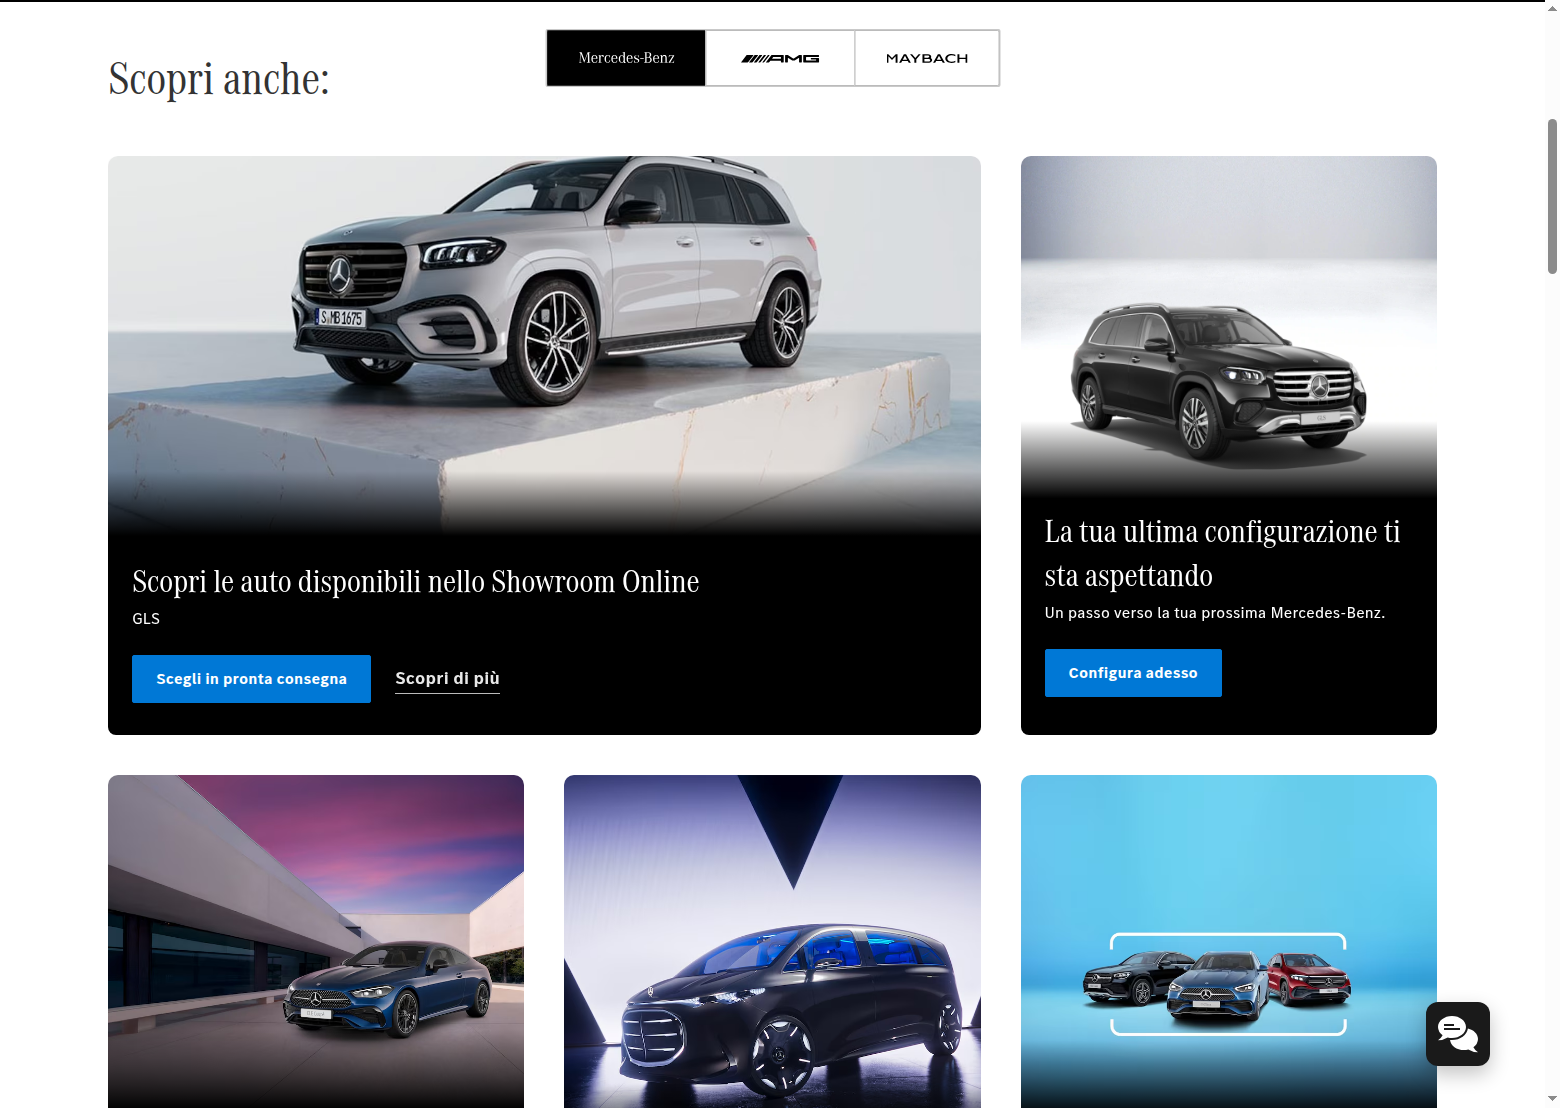 Scopri anche:
Mercedes-Benz
AMG
MAYBACH
S MB 1675
Scopri le auto disponibili nello Showroom Online
GLS
Scegli in pronta consegna
Scopri di più
GLS
La tua ultima configurazione ti
sta aspettando
Un passo verso la tua prossima Mercedes-Benz.
Configura adesso